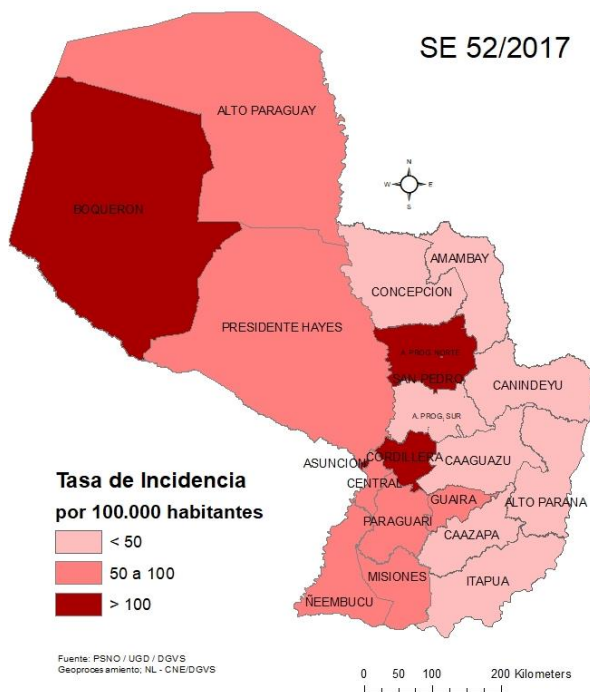 SE 52/2017
ALTO PARAGUAY
BOQUERON
N
W E
S
AMAMBAY
CONCEPCION
PRESIDENTE HAYES
A. PROG. NORTE
SAN PEDRO
CANINDEYU
A. PROG. SUR
CORDILLERA
ASUNCION
CAAGUAZU
CENTRAL
GUAIRA
ALTO PARANA
PARAGUARI
CAAZAPA
MISIONES
ITAPUA
ÑEEMBUCU
Tasa de Incidencia
por 100.000 habitantes
< 50
50 a 100
> 100
Fuente: PSNO / UGD / DGVS
Geoprocesamiento; NL - CNE/DGVS
0 50 100 200 Kilometers